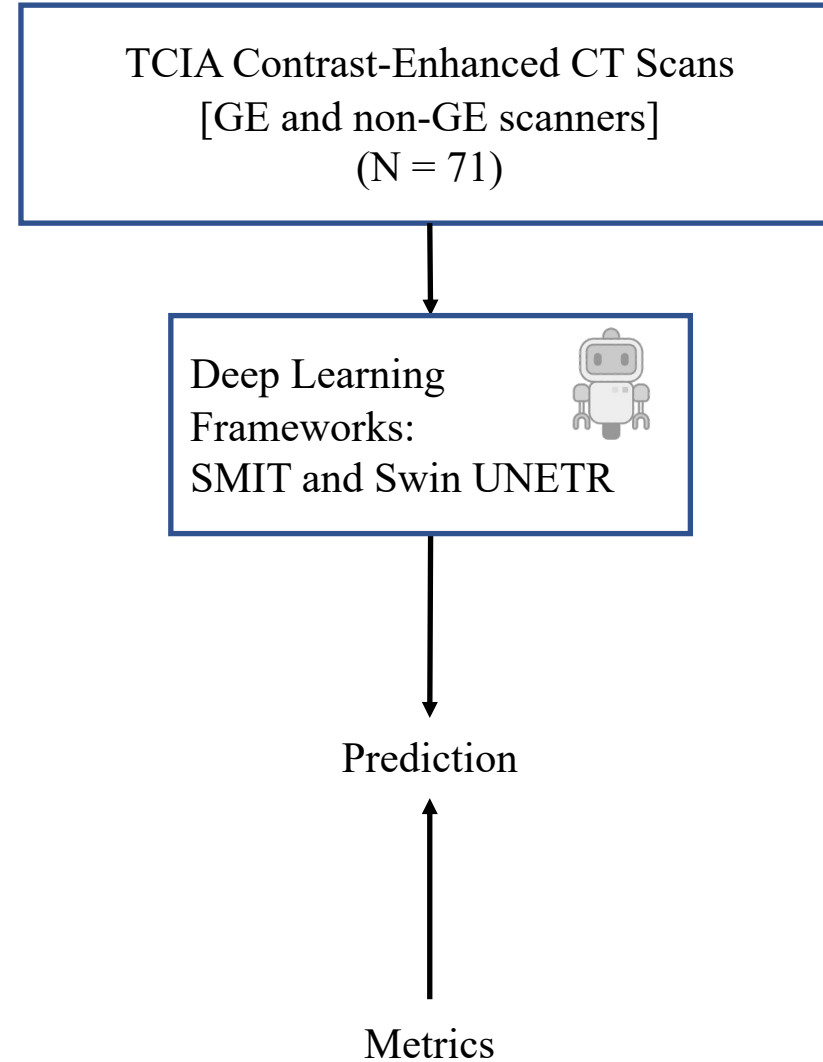 TCIA Contrast-Enhanced CT Scans
[GE and non-GE scanners]
(N = 71)
Deep Learning
Frameworks:
SMIT and Swin UNETR
Prediction
Metrics